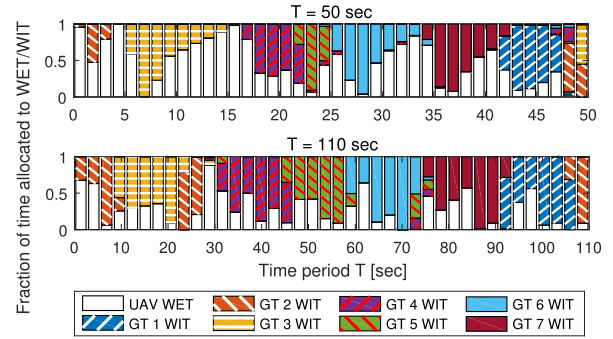 T = 50 sec
1
0.5
0
0 5 10 15 20 25 30 35 40 45 50
T = 110 sec
1
0.5
0
0 10 20 30 40 50 60 70 80 90 100 110
Fraction of time allocated to WET/WIT
Time period T [sec]
UAV WET GT 2 WIT GT 4 WIT GT 6 WIT
GT 1 WIT GT 3 WIT GT 5 WIT GT 7 WIT